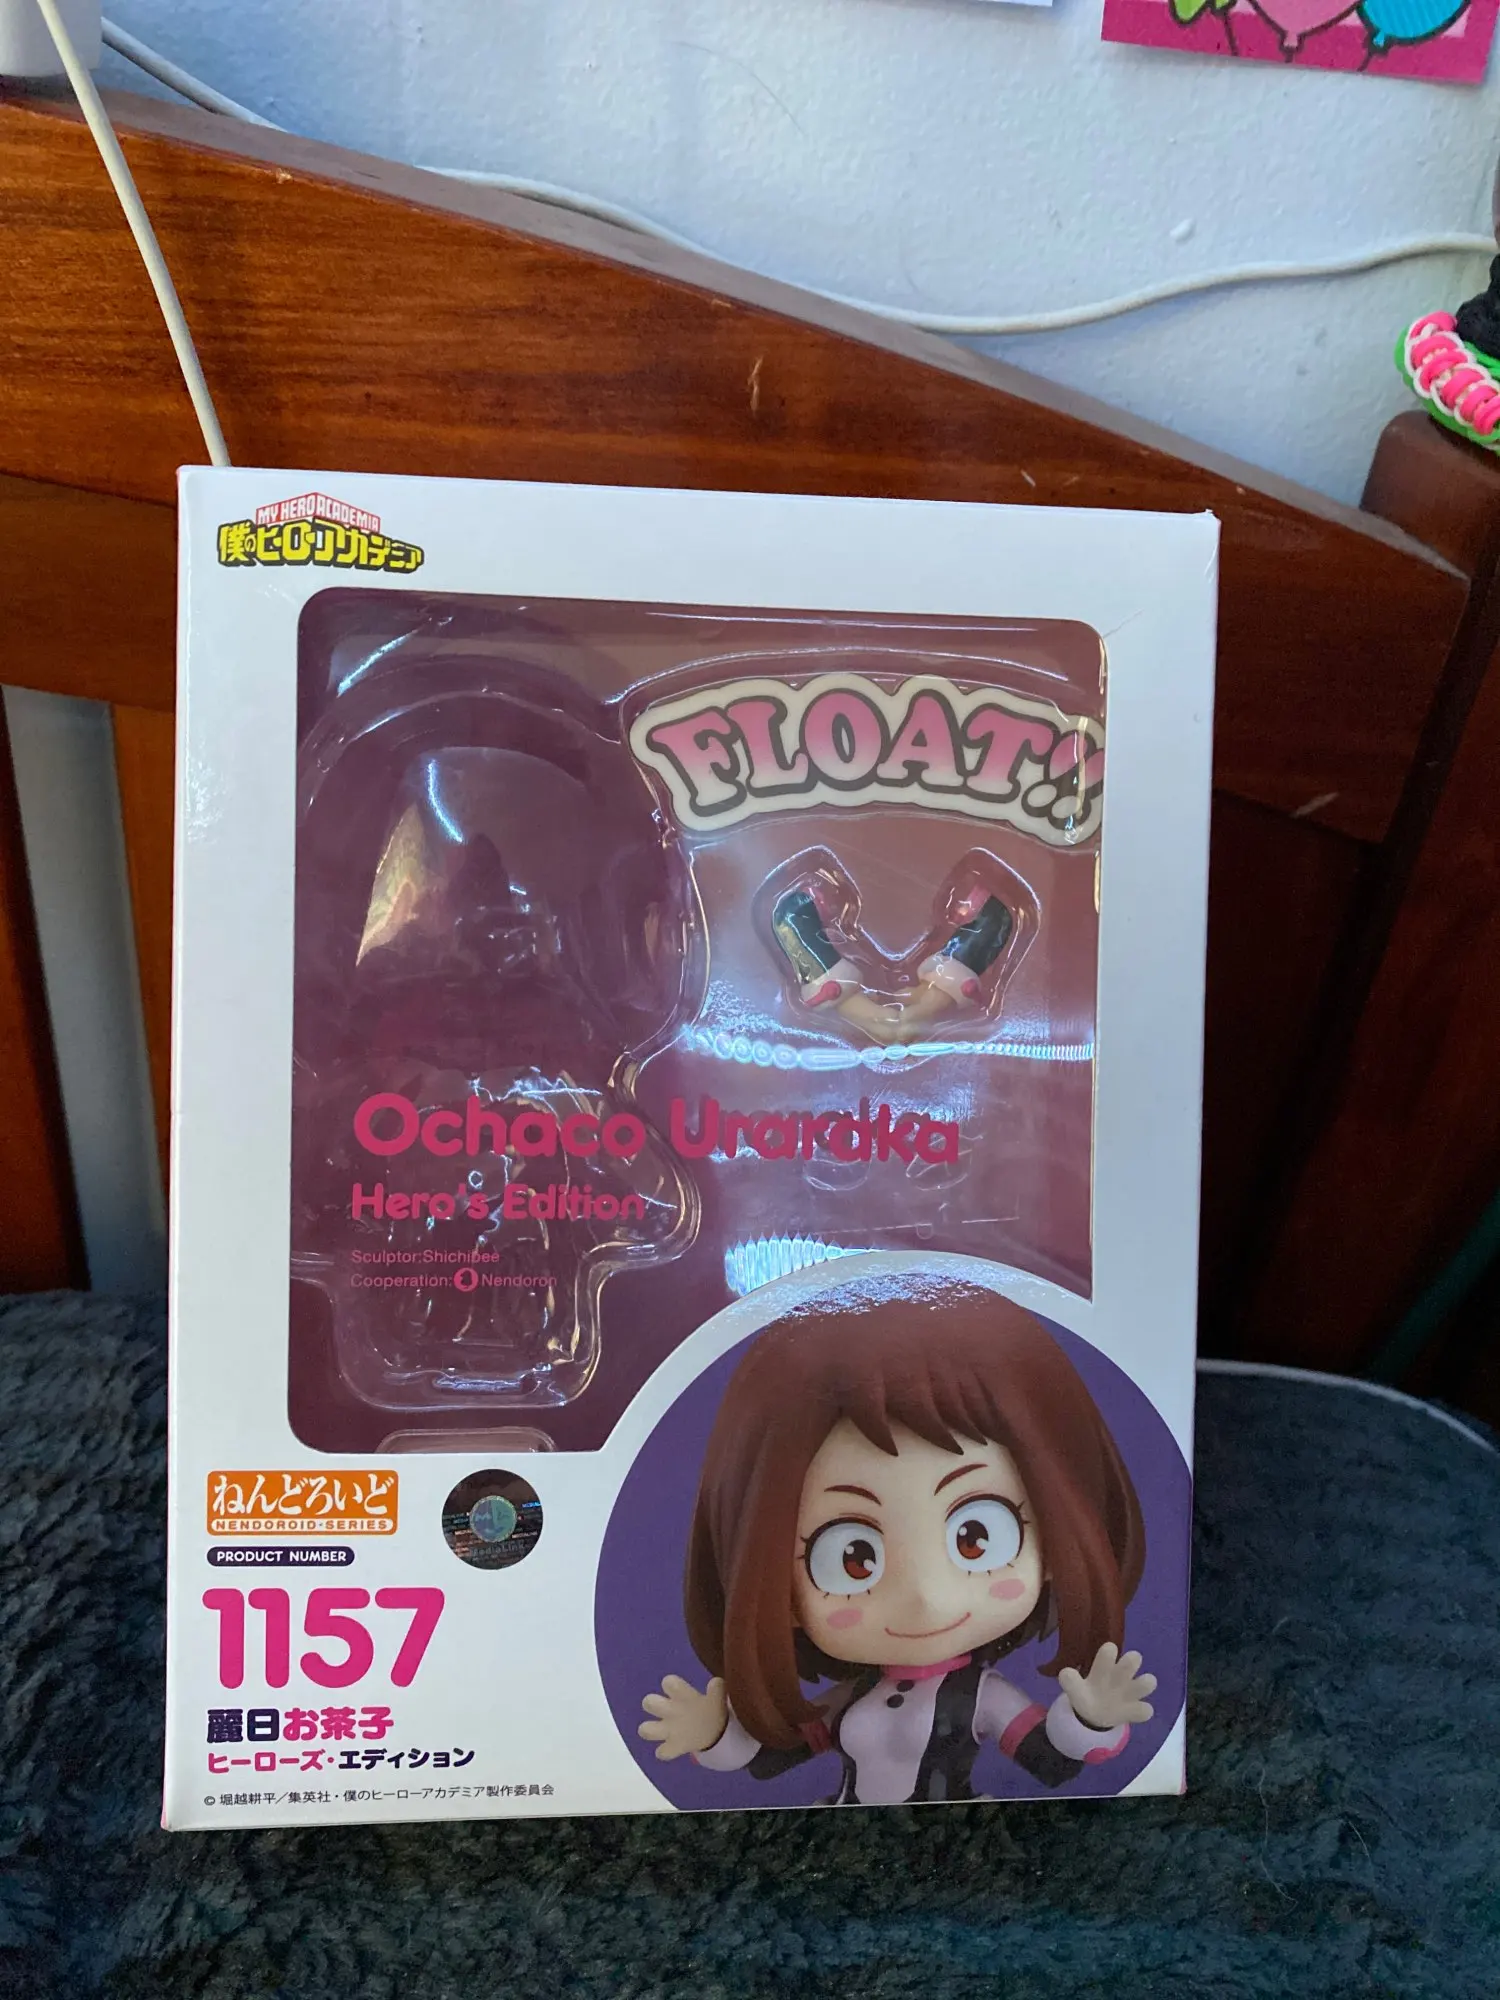 MY HERO ACADEMIA
僕のヒーローアカデミア
FLOAT!!
Ochaco Uraraka
Hero's Edition
Sculptor:Shichibee
Cooperation: Nendoron
ねんどろいど
NENDOROID SERIES
PRODUCT NUMBER
1157
麗日お茶子
ヒーローズ・エディション
© 堀越耕平／集英社・僕のヒーローアカデミア製作委員会